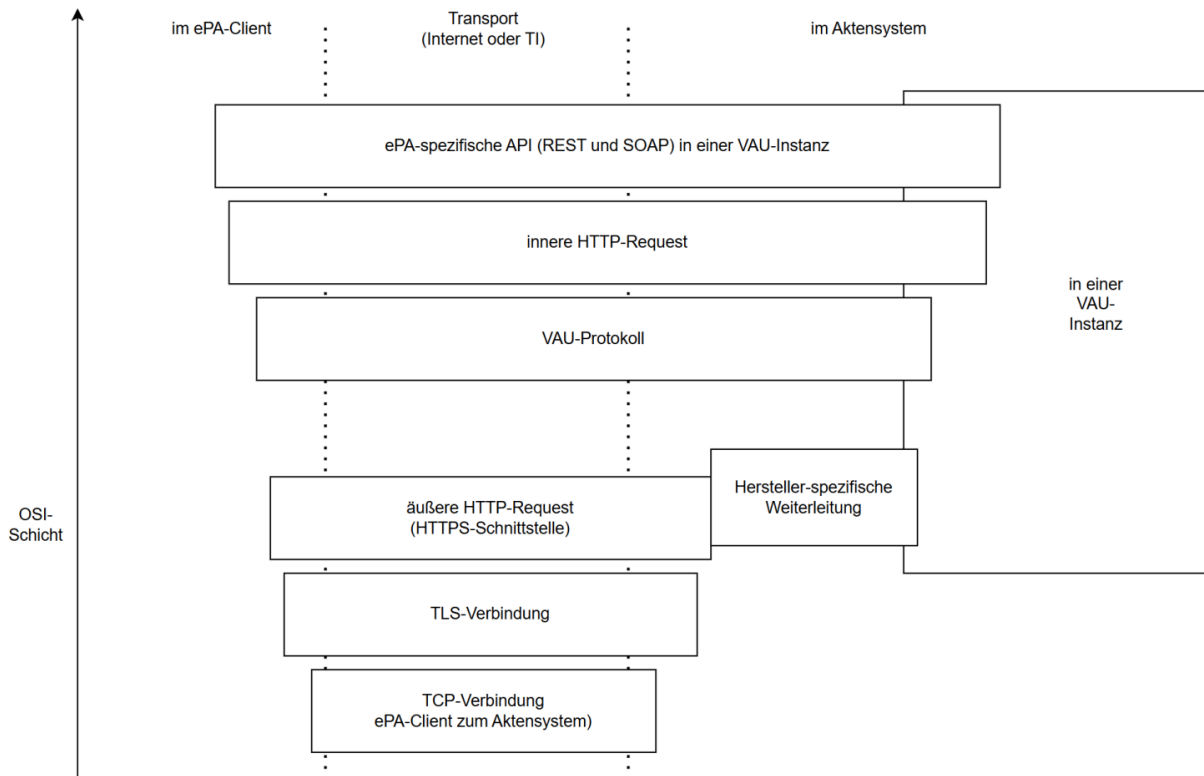 im ePA-Client
Transport
(Internet oder TI)
im Aktensystem
ePA-spezifische API (REST und SOAP) in einer VAU-Instanz
innere HTTP-Request
in einer
VAU-
Instanz
VAU-Protokoll
Hersteller-spezifische
Weiterleitung
äußere HTTP-Request
(HTTPS-Schnittstelle)
OSI-
Schicht
TLS-Verbindung
TCP-Verbindung
ePA-Client zum Aktensystem)